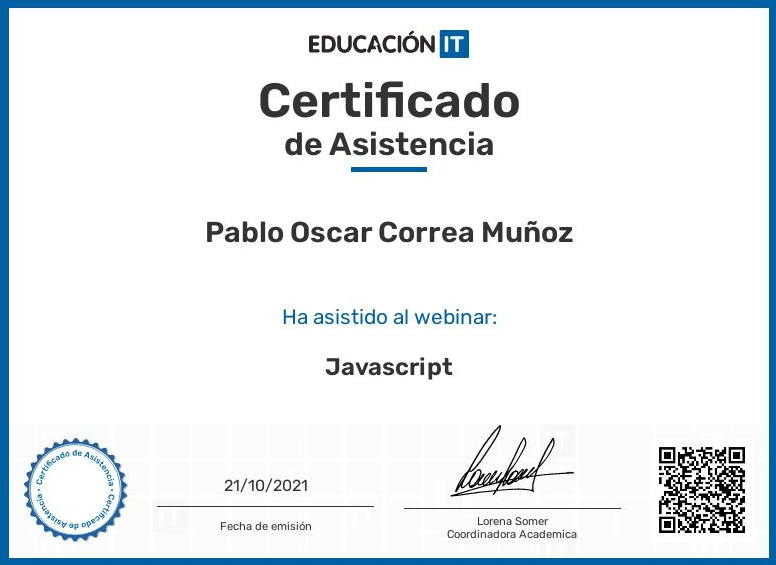 EDUCACIÓN IT
Certificado
de Asistencia
Pablo Oscar Correa Muñoz
Ha asistido al webinar:
Javascript
· Certificado de Asistencia · Certificado de Asistencia
21/10/2021
Fecha de emisión
Lorena Somer
Coordinadora Academica